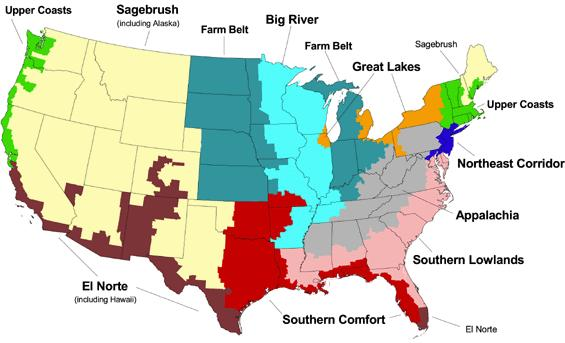 Upper Coasts
Sagebrush
(including Alaska)
Farm Belt
Big River
Farm Belt
Great Lakes
Sagebrush
Upper Coasts
Northeast Corridor
Appalachia
Southern Lowlands
El Norte
(including Hawaii)
Southern Comfort
El Norte